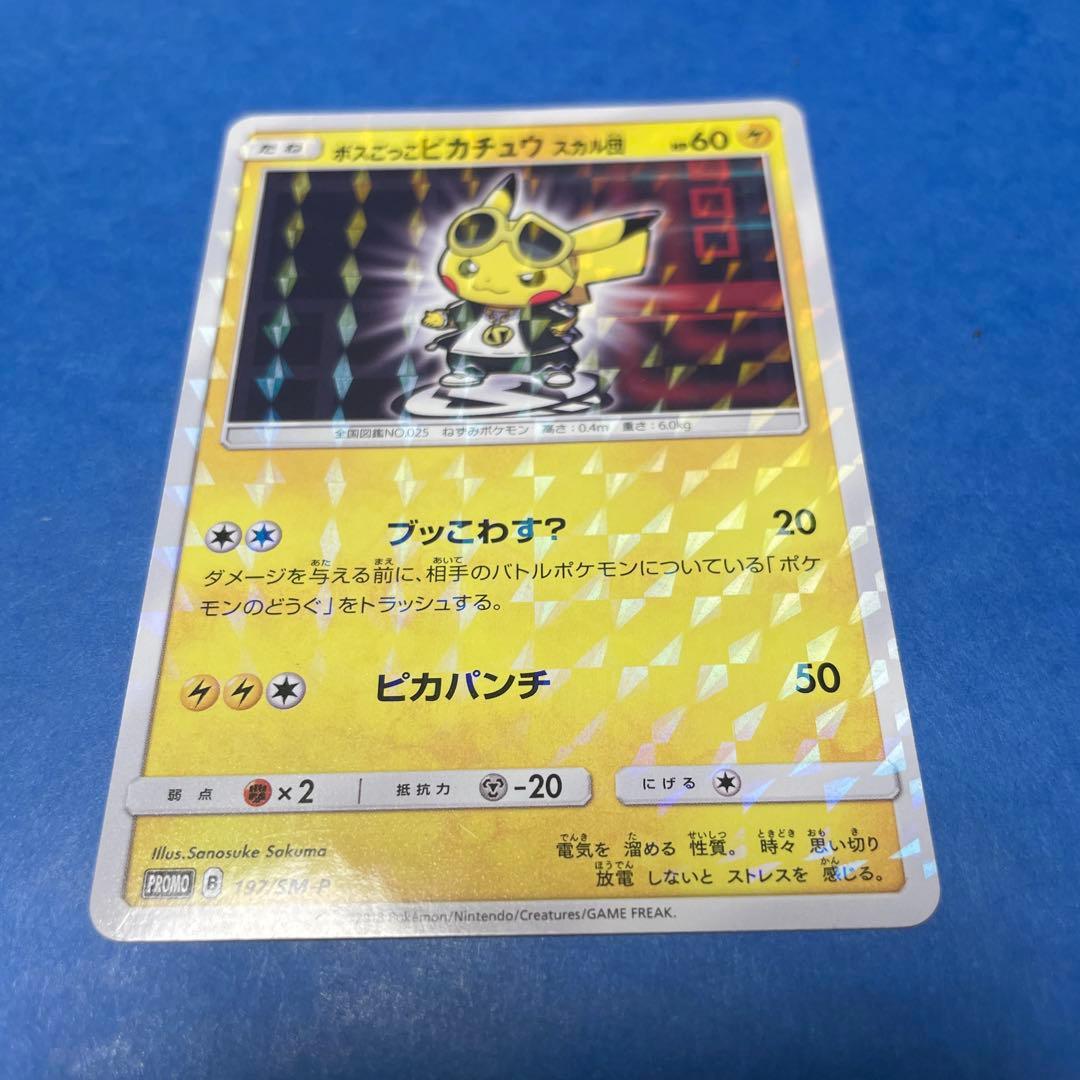 たね ボスごっこピカチュウ スカル団 HP60
全国図鑑NO.025 ねずみポケモン 高さ:0.4m 重さ:6.0kg
ブッこわす? 20
ダメージを与える前に、相手のバトルポケモンについている「ポケ
モンのどうぐ」をトラッシュする。
ピカパンチ 50
弱点 ×2 抵抗力 -20 にげる
Illus.Sanosuke Sakuma
電気を 溜める 性質。 時々 思い切り
放電 しないと ストレスを 感じる。
PROMO B 197/SM-P
©2018 Pokémon/Nintendo/Creatures/GAME FREAK.